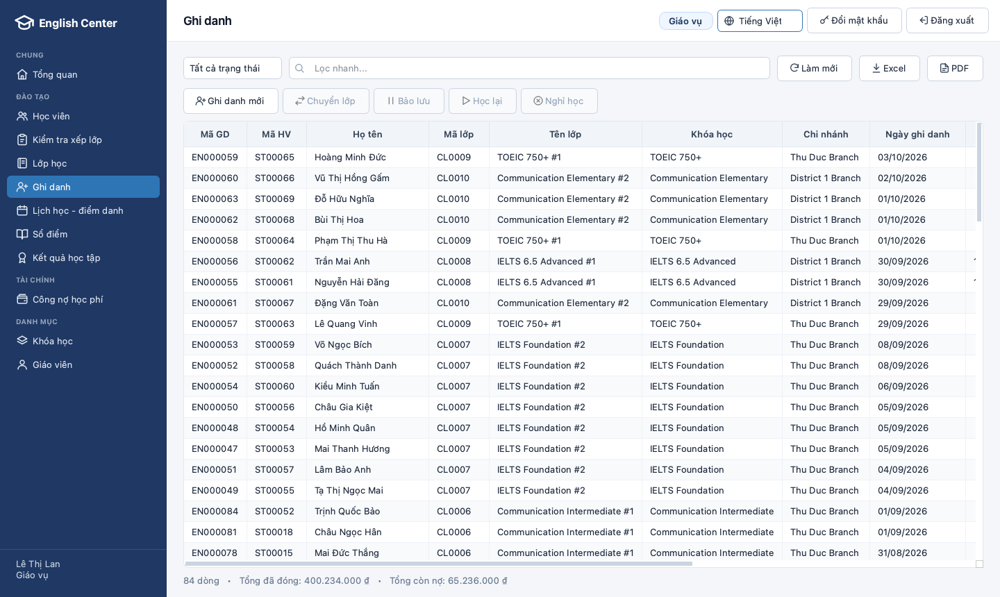 English Center
CHUNG
Tổng quan
ĐÀO TẠO
Học viên
Kiểm tra xếp lớp
Lớp học
Ghi danh
Lịch học - điểm danh
Sổ điểm
Kết quả học tập
TÀI CHÍNH
Công nợ học phí
DANH MỤC
Khóa học
Giáo viên
Lê Thị Lan
Giáo vụ
Ghi danh
Giáo vụ Tiếng Việt Đổi mật khẩu Đăng xuất
Tất cả trạng thái Lọc nhanh... Làm mới Excel PDF
Ghi danh mới Chuyển lớp Bảo lưu Học lại Nghỉ học
Mã GD Mã HV Họ tên Mã lớp Tên lớp Khóa học Chi nhánh Ngày ghi danh
EN000059 ST00065 Hoàng Minh Đức CL0009 TOEIC 750+ #1 TOEIC 750+ Thu Duc Branch 03/10/2026
EN000060 ST00066 Vũ Thị Hồng Gấm CL0010 Communication Elementary #2 Communication Elementary District 1 Branch 02/10/2026
EN000063 ST00069 Đỗ Hữu Nghĩa CL0010 Communication Elementary #2 Communication Elementary District 1 Branch 01/10/2026
EN000062 ST00068 Bùi Thị Hoa CL0010 Communication Elementary #2 Communication Elementary District 1 Branch 01/10/2026
EN000058 ST00064 Phạm Thị Thu Hà CL0009 TOEIC 750+ #1 TOEIC 750+ Thu Duc Branch 01/10/2026
EN000056 ST00062 Trần Mai Anh CL0008 IELTS 6.5 Advanced #1 IELTS 6.5 Advanced District 1 Branch 30/09/2026
EN000055 ST00061 Nguyễn Hải Đăng CL0008 IELTS 6.5 Advanced #1 IELTS 6.5 Advanced District 1 Branch 30/09/2026
EN000061 ST00067 Đặng Văn Toàn CL0010 Communication Elementary #2 Communication Elementary District 1 Branch 29/09/2026
EN000057 ST00063 Lê Quang Vinh CL0009 TOEIC 750+ #1 TOEIC 750+ Thu Duc Branch 29/09/2026
EN000053 ST00059 Võ Ngọc Bích CL0007 IELTS Foundation #2 IELTS Foundation Thu Duc Branch 08/09/2026
EN000052 ST00058 Quách Thành Danh CL0007 IELTS Foundation #2 IELTS Foundation Thu Duc Branch 08/09/2026
EN000054 ST00060 Kiều Minh Tuấn CL0007 IELTS Foundation #2 IELTS Foundation Thu Duc Branch 06/09/2026
EN000050 ST00056 Châu Gia Kiệt CL0007 IELTS Foundation #2 IELTS Foundation Thu Duc Branch 05/09/2026
EN000048 ST00054 Hồ Minh Quân CL0007 IELTS Foundation #2 IELTS Foundation Thu Duc Branch 05/09/2026
EN000047 ST00053 Mai Thanh Hương CL0007 IELTS Foundation #2 IELTS Foundation Thu Duc Branch 05/09/2026
EN000051 ST00057 Lâm Bảo Anh CL0007 IELTS Foundation #2 IELTS Foundation Thu Duc Branch 04/09/2026
EN000049 ST00055 Tạ Thị Ngọc Mai CL0007 IELTS Foundation #2 IELTS Foundation Thu Duc Branch 04/09/2026
EN000084 ST00052 Trịnh Quốc Bảo CL0006 Communication Intermediate #1 Communication Intermediate Thu Duc Branch 01/09/2026
EN000081 ST00018 Châu Ngọc Hân CL0006 Communication Intermediate #1 Communication Intermediate Thu Duc Branch 01/09/2026
EN000078 ST00015 Mai Đức Thắng CL0006 Communication Intermediate #1 Communication Intermediate Thu Duc Branch 31/08/2026
84 dòng • Tổng đã đóng: 400.234.000 ₫ • Tổng còn nợ: 65.236.000 ₫